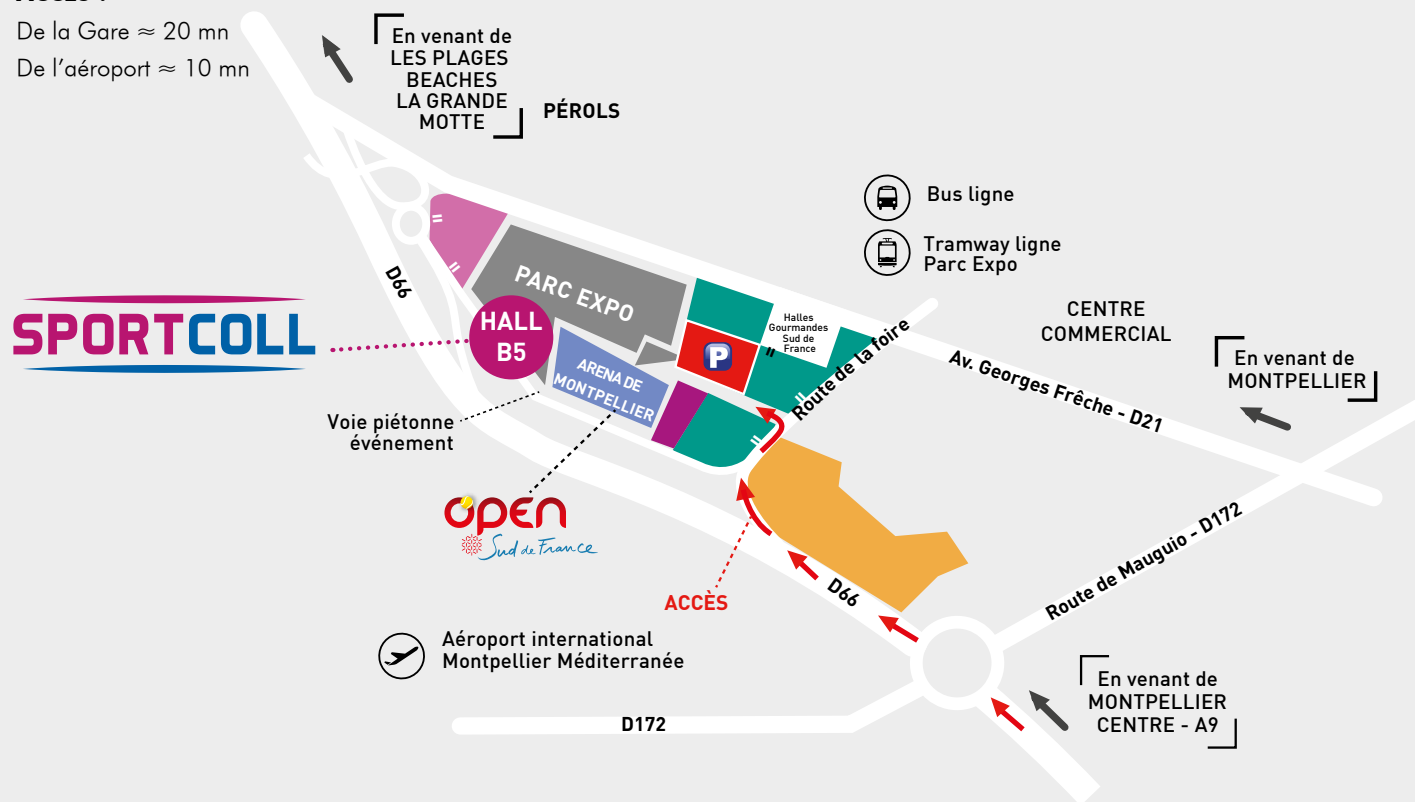 De la Gare ≈ 20 mn
De l'aéroport ≈ 10 mn
En venant de
LES PLAGES
BEACHES
LA GRANDE
MOTTE
PÉROLS
Bus ligne
Tramway ligne
Parc Expo
CENTRE
COMMERCIAL
En venant de
MONTPELLIER
D66
PARC EXPO
Halles
Gourmandes
Sud de
France
SPORTCOLL
HALL
B5
P
ARENA DE
MONTPELLIER
Route de la foire
Av. Georges Frêche - D21
Voie piétonne
événement
open
Sud de France
Route de Mauguio - D172
D66
ACCÈS
Aéroport international
Montpellier Méditerranée
En venant de
MONTPELLIER
CENTRE - A9
D172